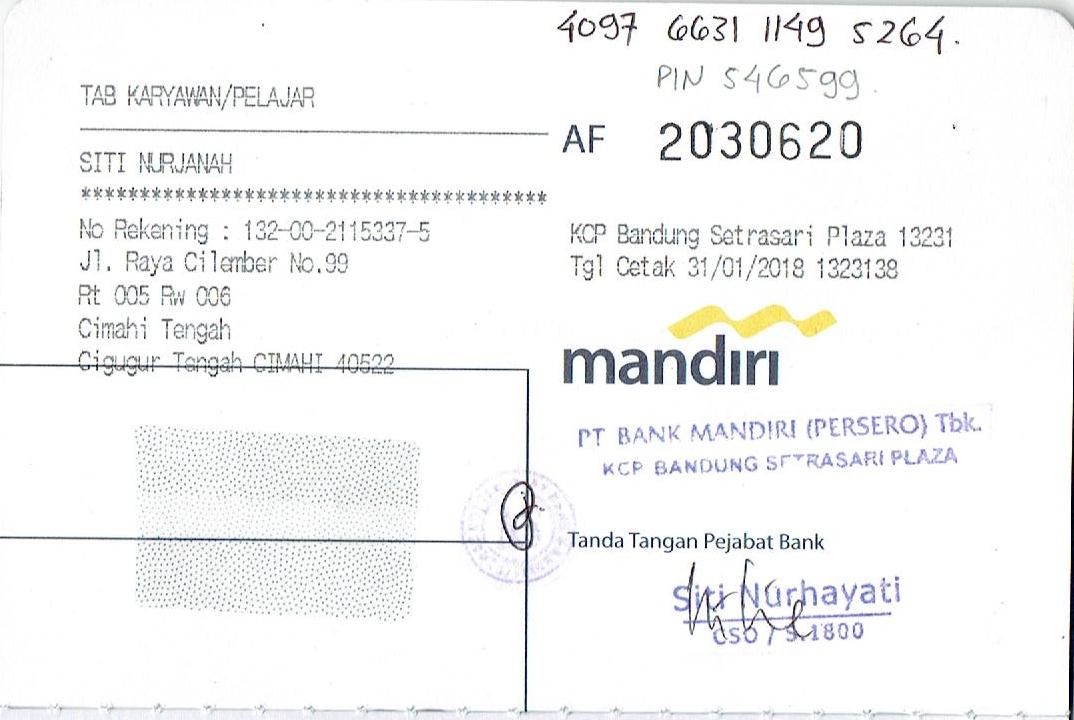 4097 6631 1149 5264.
PIN 546599.
TAB KARYAWAN/PELAJAR
AF 2030620
SITI NURJANAH
***************************************
No Rekening : 132-00-2115337-5
Jl. Raya Cilember No.99
Rt 005 Rw 006
Cimahi Tengah
Cigugur Tengah CIMAHI 40522
KCP Bandung Setrasari Plaza 13231
Tgl Cetak 31/01/2018 1323138
mandiri
PT BANK MANDIRI (PERSERO) Tbk.
KCP BANDUNG SETRASARI PLAZA
Tanda Tangan Pejabat Bank
Siti Nurhayati
CSO / S.1800